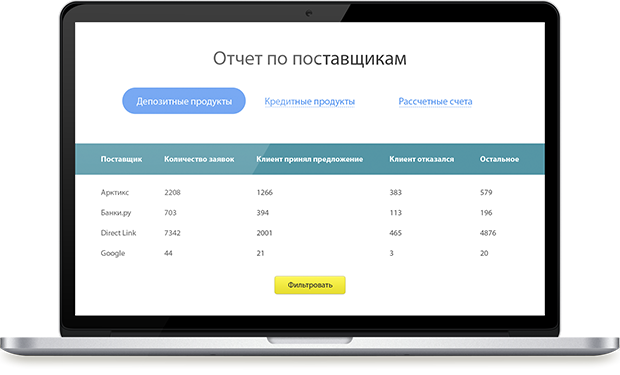 Отчет по поставщикам
Депозитные продукты Кредитные продукты Рассчетные счета
Поставщик Количество заявок Клиент принял предложение Клиент отказался Остальное
Арктикс 2208 1266 383 579
Банки.ру 703 394 113 196
Direct Link 7342 2001 465 4876
Google 44 21 3 20
Фильтровать